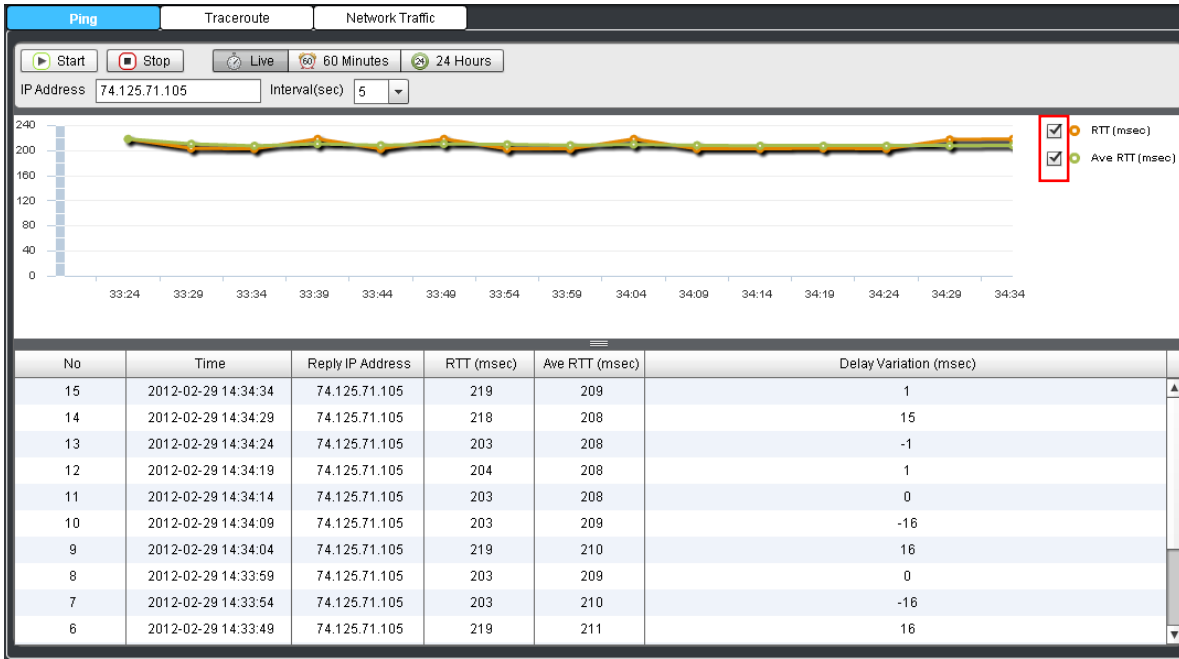 Ping Traceroute Network Traffic
Start Stop Live 60 60 Minutes 24 24 Hours
IP Address 74.125.71.105 Interval(sec) 5
240
200
160
120
80
40
0
33:24 33:29 33:34 33:39 33:44 33:49 33:54 33:59 34:04 34:09 34:14 34:19 34:24 34:29 34:34
RTT (msec)
Ave RTT (msec)
No Time Reply IP Address RTT (msec) Ave RTT (msec) Delay Variation (msec)
15 2012-02-29 14:34:34 74.125.71.105 219 209 1
14 2012-02-29 14:34:29 74.125.71.105 218 208 15
13 2012-02-29 14:34:24 74.125.71.105 203 208 -1
12 2012-02-29 14:34:19 74.125.71.105 204 208 1
11 2012-02-29 14:34:14 74.125.71.105 203 208 0
10 2012-02-29 14:34:09 74.125.71.105 203 209 -16
9 2012-02-29 14:34:04 74.125.71.105 219 210 16
8 2012-02-29 14:33:59 74.125.71.105 203 209 0
7 2012-02-29 14:33:54 74.125.71.105 203 210 -16
6 2012-02-29 14:33:49 74.125.71.105 219 211 16